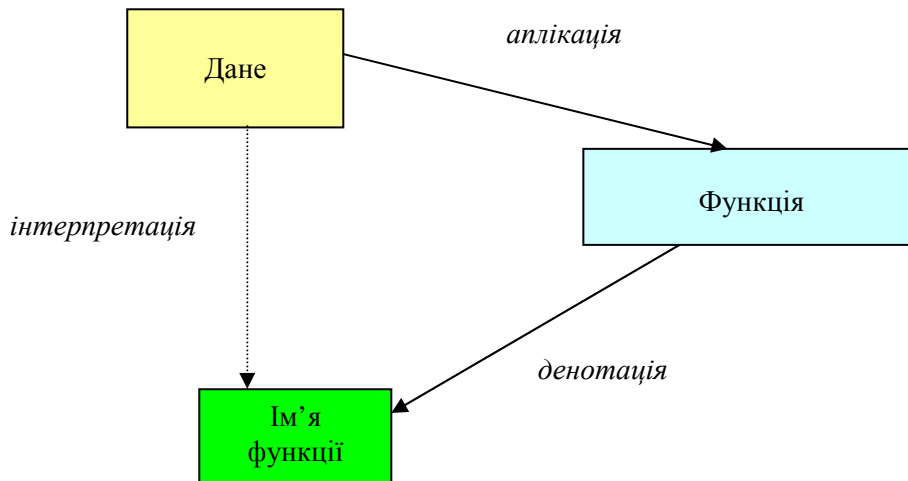 аплікація
Дане
Функція
інтерпретація
денотація
Ім’я
функції